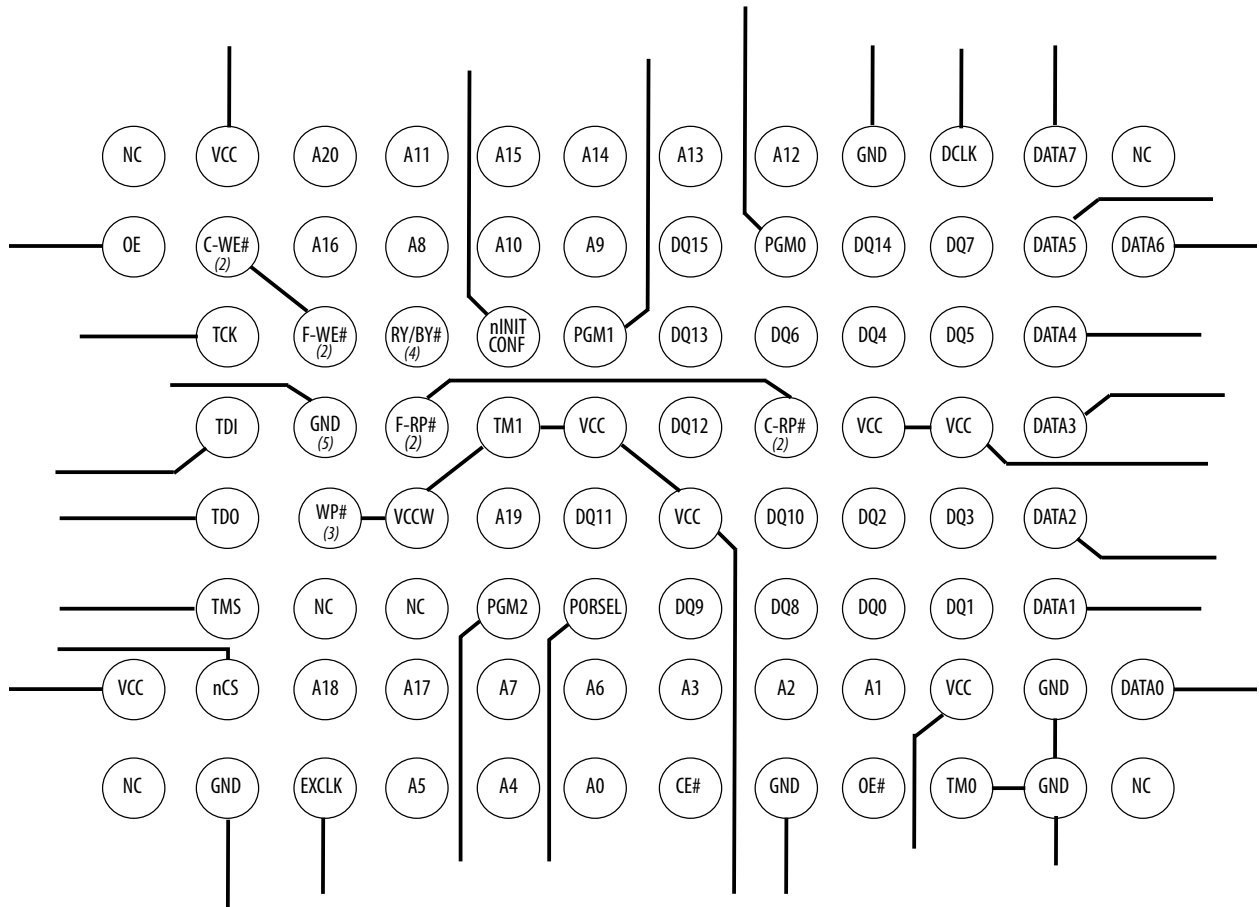 NC VCC A20 A11 A15 A14 A13 A12 GND DCLK DATA7 NC
OE C-WE# (2) A16 A8 A10 A9 DQ15 PGM0 DQ14 DQ7 DATA5 DATA6
TCK F-WE# (2) RY/BY# (4) nINIT CONF PGM1 DQ13 DQ6 DQ4 DQ5 DATA4
TDI GND (5) F-RP# (2) TM1 VCC DQ12 C-RP# (2) VCC VCC DATA3
TDO WP# (3) VCCW A19 DQ11 VCC DQ10 DQ2 DQ3 DATA2
TMS NC NC PGM2 PORSEL DQ9 DQ8 DQ0 DQ1 DATA1
VCC nCS A18 A17 A7 A6 A3 A2 A1 VCC GND DATA0
NC GND EXCLK A5 A4 A0 CE# GND OE# TM0 GND NC